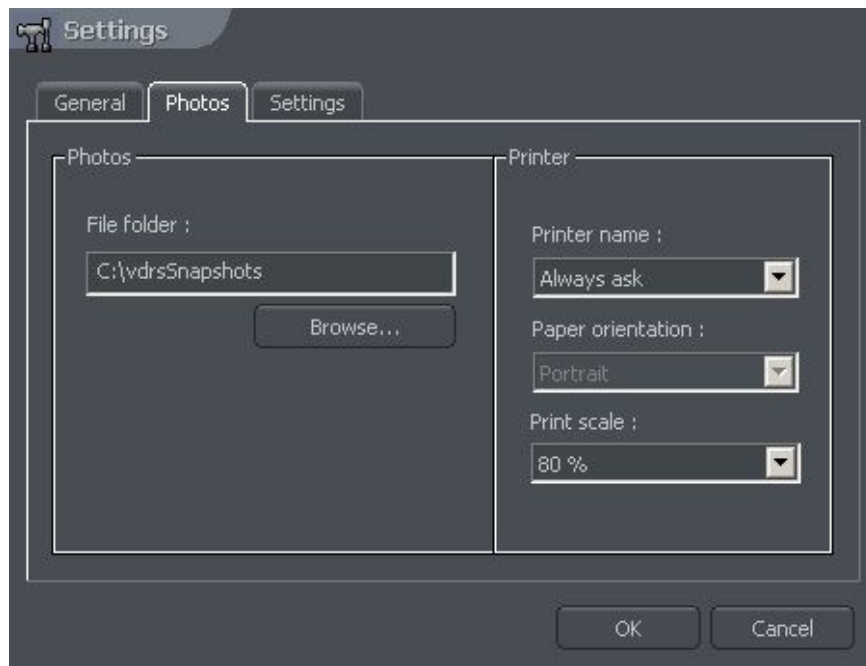 Settings
General
Photos
Settings
Photos
File folder :
C:\vdrsSnapshots
Browse...
Printer
Printer name :
Always ask
Paper orientation :
Portrait
Print scale :
80 %
OK
Cancel